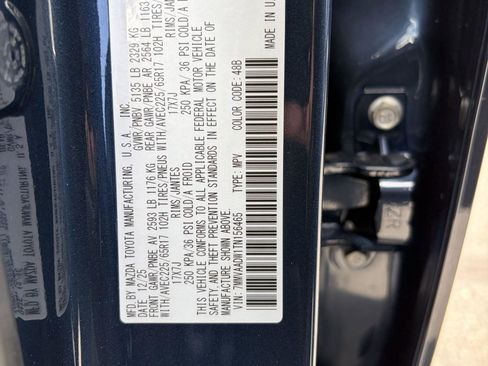 MFD.BY MAZDA TOYOTA MANUFACTURING, U.S.A., INC.
DATE: 12/25 GVWR/PNBV 5135 LB 2329 KG
FRONT GAWR/PNBE AV 2593 LB 1176 KG REAR GAWR/PNBE AR 2564 LB 1163
WITH/AVEC225/65R17 102H TIRES/PNEUS WITH/AVEC225/65R17 102H TIRES/
17X7J RIMS/JANTES 17X7J RIMS/JANTE
250 KPA/ 36 PSI COLD/A FROID 250 KPA/ 36 PSI COLD/A
THIS VEHICLE CONFORMS TO ALL APPLICABLE FEDERAL MOTOR VEHICLE
SAFETY AND THEFT PREVENTION STANDARDS IN EFFECT ON THE DATE OF
MANUFACTURE SHOWN ABOVE.
VIN: TYPE: MPV COLOR CODE: 48B MADE IN U.